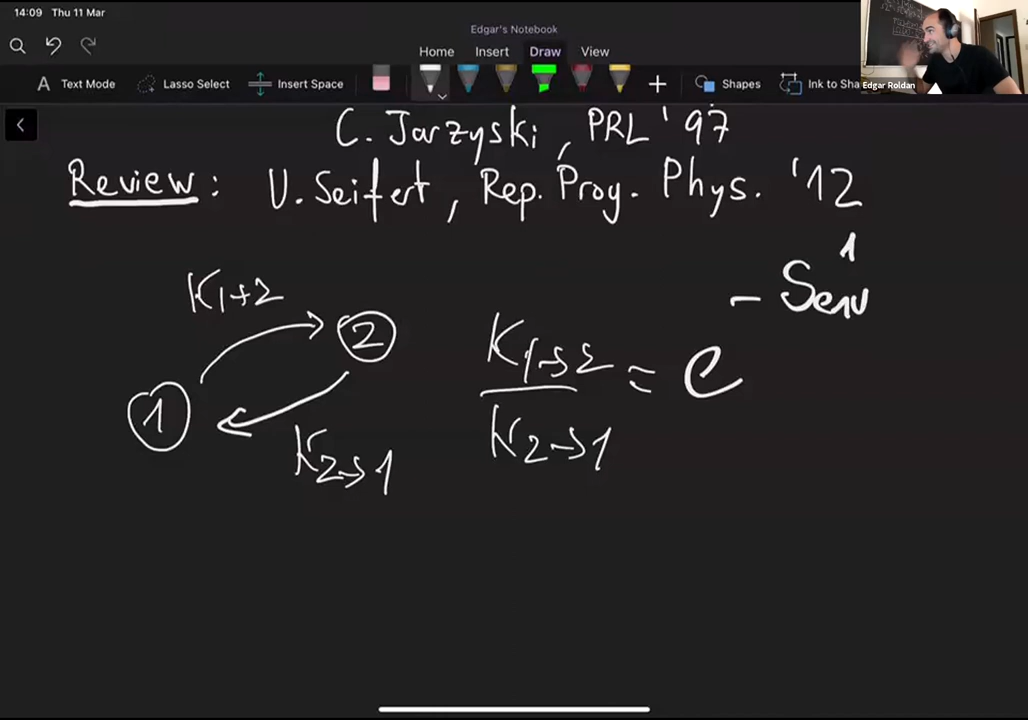 14:09 Thu 11 Mar
Edgar's Notebook
Home Insert Draw View
Text Mode Lasso Select Insert Space Shapes Ink to Sha
Edgar Roldan
C. Jarzyski, PRL '97
Review: U. Seifert, Rep. Prog. Phys. '12
K1→2
1
- Senv
2
K1→2 = e
1
K2→1
K2→1